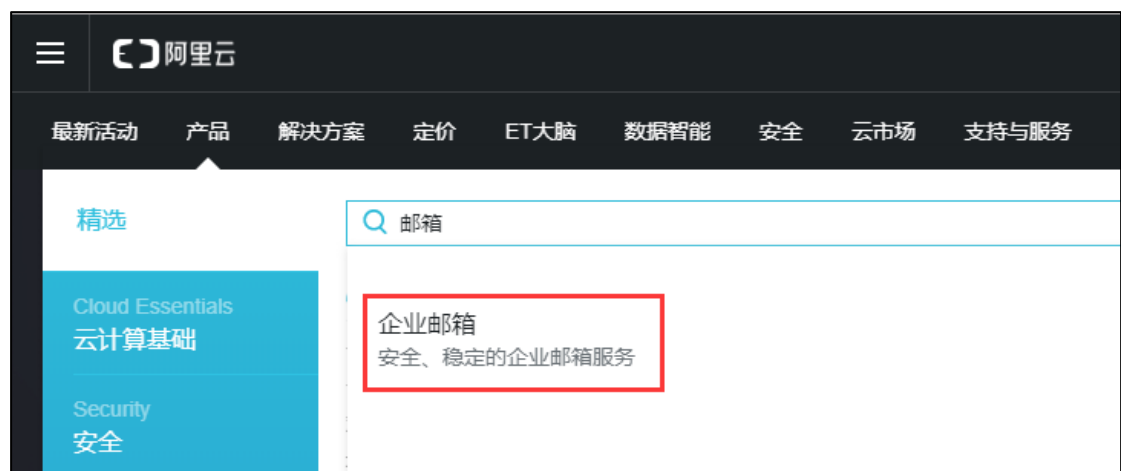 阿里云
最新活动 产品 解决方案 定价 ET大脑 数据智能 安全 云市场 支持与服务
精选
邮箱
Cloud Essentials
云计算基础
企业邮箱
安全、稳定的企业邮箱服务
Security
安全